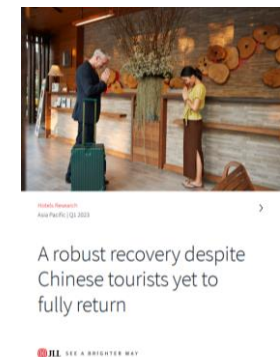 Hotels Research
Asia Pacific | Q1 2023
A robust recovery despite
Chinese tourists yet to
fully return
JLL SEE A BRIGHTER WAY